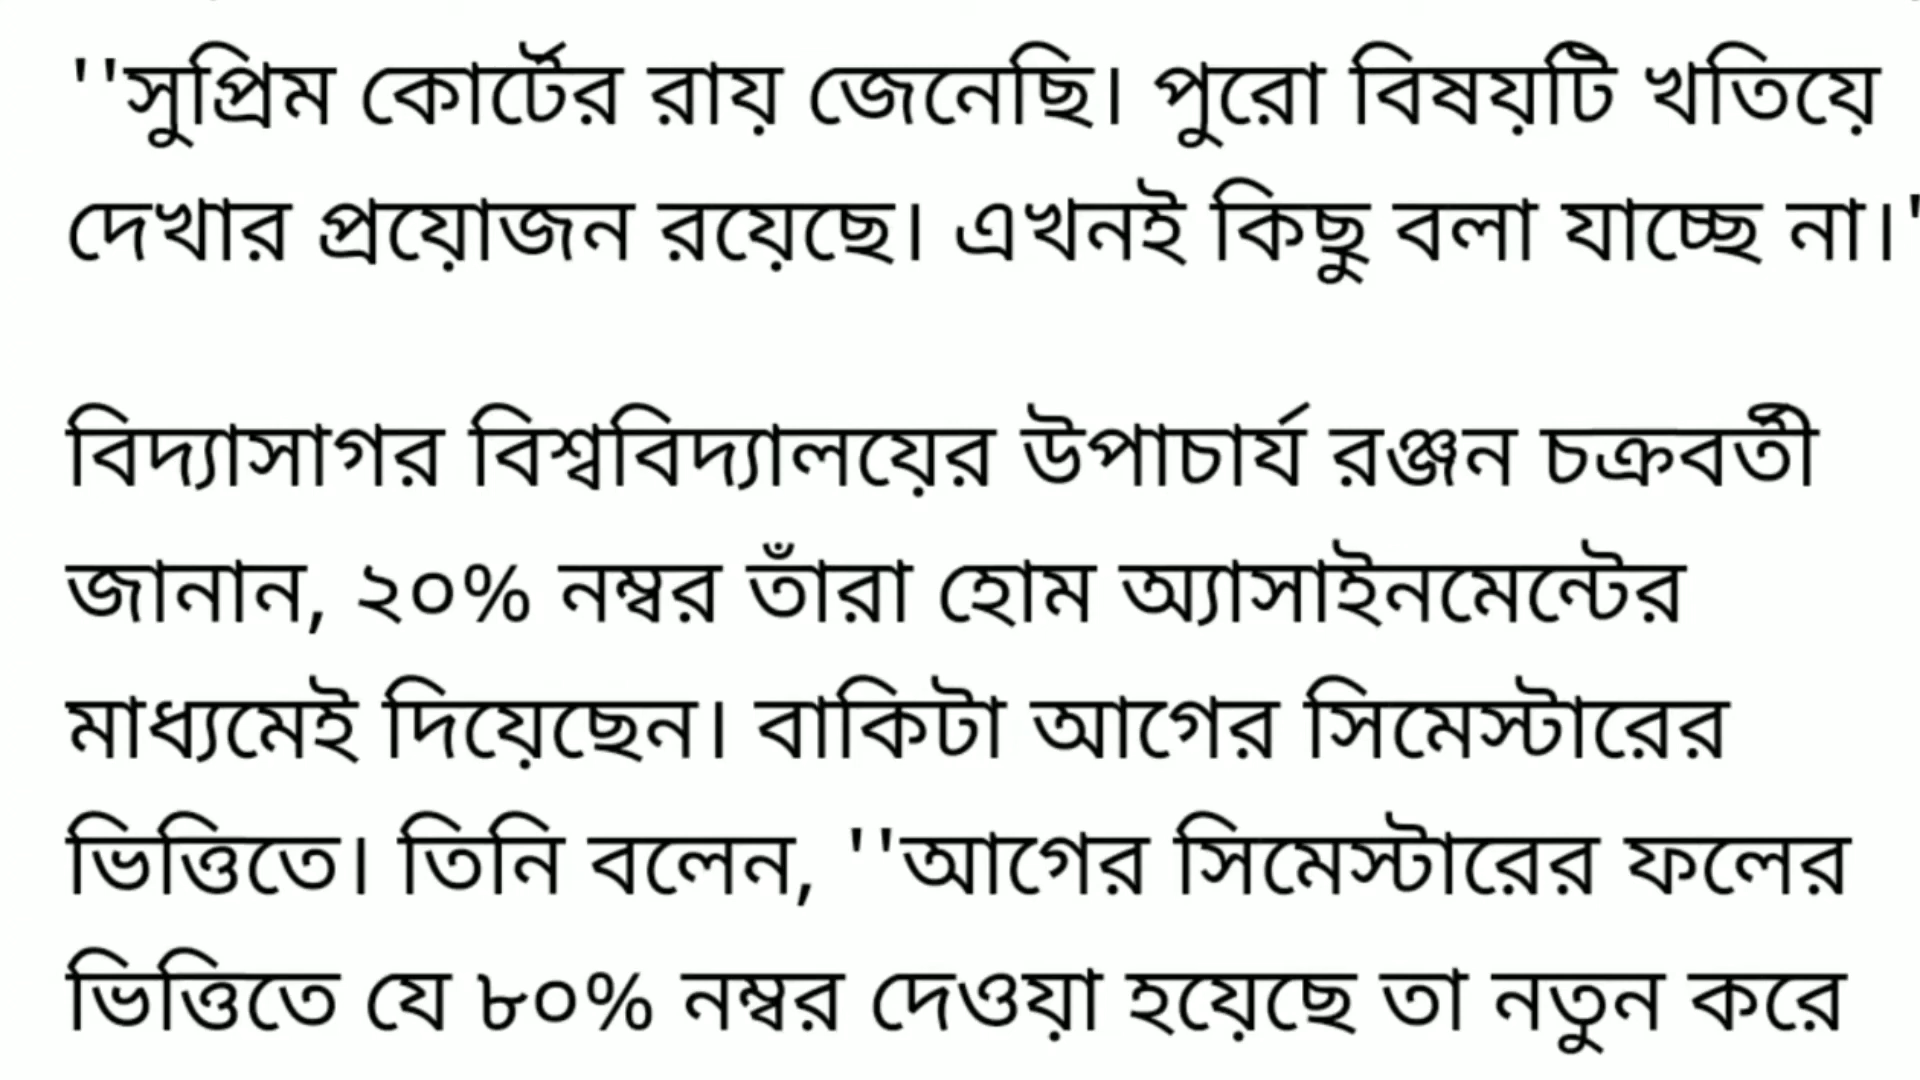 ''সুপ্রিম কোর্টের রায় জেনেছি। পুরো বিষয়টি খতিয়ে
দেখার প্রয়োজন রয়েছে। এখনই কিছু বলা যাচ্ছে না।'
বিদ্যাসাগর বিশ্ববিদ্যালয়ের উপাচার্য রঞ্জন চক্রবর্তী
জানান, ২০% নম্বর তাঁরা হোম অ্যাসাইনমেন্টের
মাধ্যমেই দিয়েছেন। বাকিটা আগের সিমেস্টারের
ভিত্তিতে। তিনি বলেন, ''আগের সিমেস্টারের ফলের
ভিত্তিতে যে ৮০% নম্বর দেওয়া হয়েছে তা নতুন করে